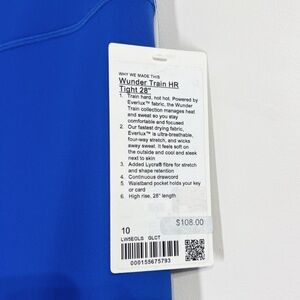 WHY WE MADE THIS
Wunder Train HR
Tight 28"
1. Train hard, not hot. Powered by
Everlux™ fabric, the Wunder
Train collection manages heat
and sweat so you stay
comfortable and focused
2. Our fastest drying fabric,
Everlux™ is ultra-breathable,
four-way stretch, and wicks
away sweat. It feels soft on
the outside and cool and sleek
next to skin
3. Added Lycra® fibre for stretch
and shape retention
4. Continuous drawcord
5. Waistband pocket holds your key
or card
6. High rise, 28" length
$108.00
10
LW5EOLS GLCT
000155675793